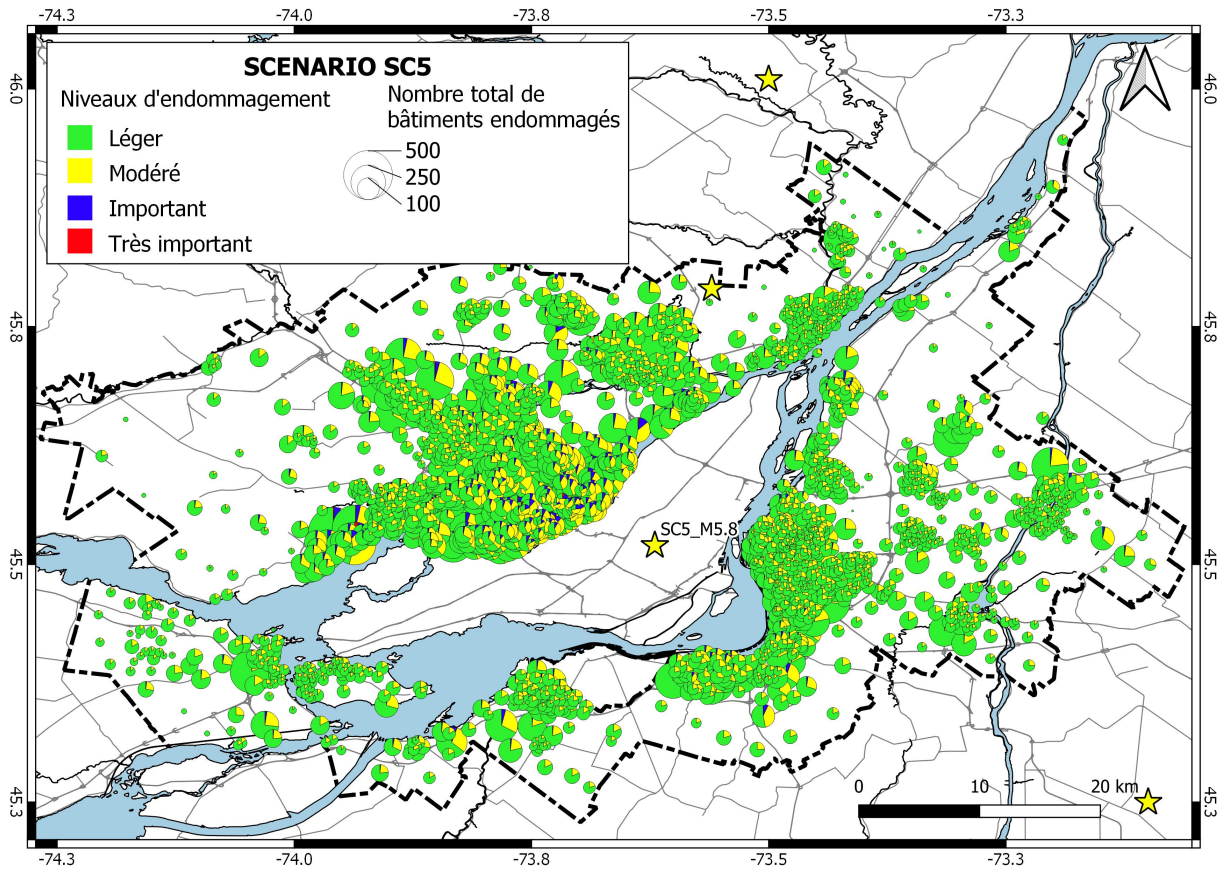 -74.3 -74.0 -73.8 -73.5 -73.3
SCENARIO SC5
Niveaux d'endommagement
Léger
Modéré
Important
Très important
Nombre total de
bâtiments endommagés
500
250
100
46.0 46.0
45.8 45.8
SC5_M5.8
45.5 45.5
0 10 20 km
45.3 45.3
-74.3 -74.0 -73.8 -73.5 -73.3